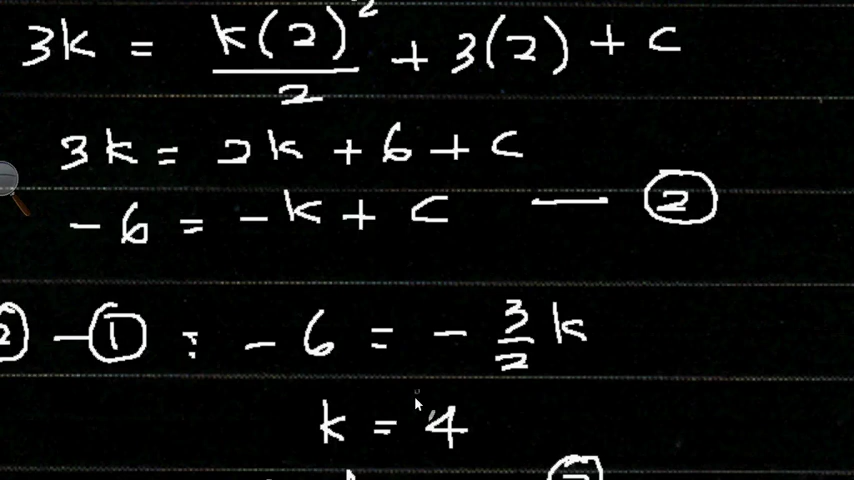 3k = k(2)²/2 + 3(2) + c
3k = 2k + 6 + c
-6 = -k + c — ②
② - ① : -6 = - 3/2 k
k = 4